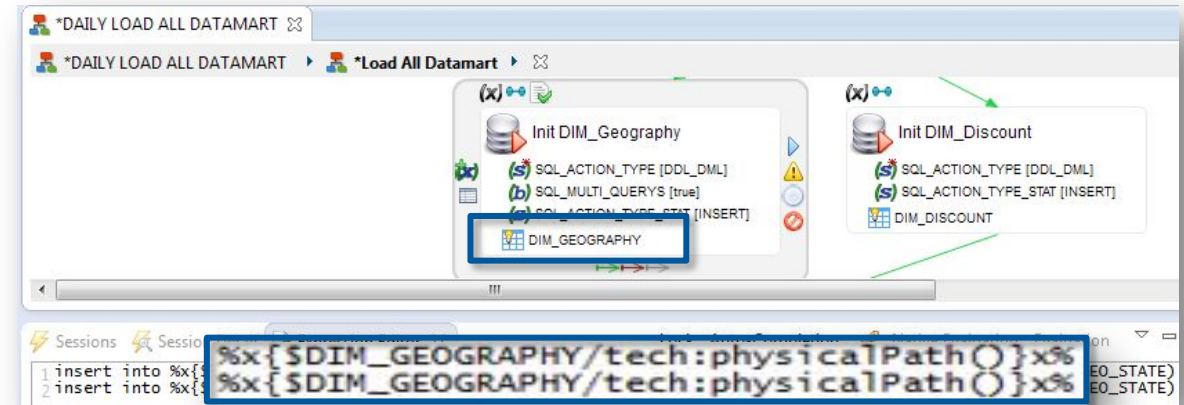 *DAILY LOAD ALL DATAMART
*DAILY LOAD ALL DATAMART *Load All Datamart
(x)
Init DIM_Geography
(x)
(s) SQL_ACTION_TYPE [DDL_DML]
(b) SQL_MULTI_QUERYS [true]
(s) SQL_ACTION_TYPE_STAT [INSERT]
DIM_GEOGRAPHY
(x)
Init DIM_Discount
(s) SQL_ACTION_TYPE [DDL_DML]
(s) SQL_ACTION_TYPE_STAT [INSERT]
DIM_DISCOUNT
Sessions
%x{$DIM_GEOGRAPHY/tech:physicalPath()}x%
%x{$DIM_GEOGRAPHY/tech:physicalPath()}x%
1 insert into %x{$ EO_STATE)
2 insert into %x{$ EO_STATE)